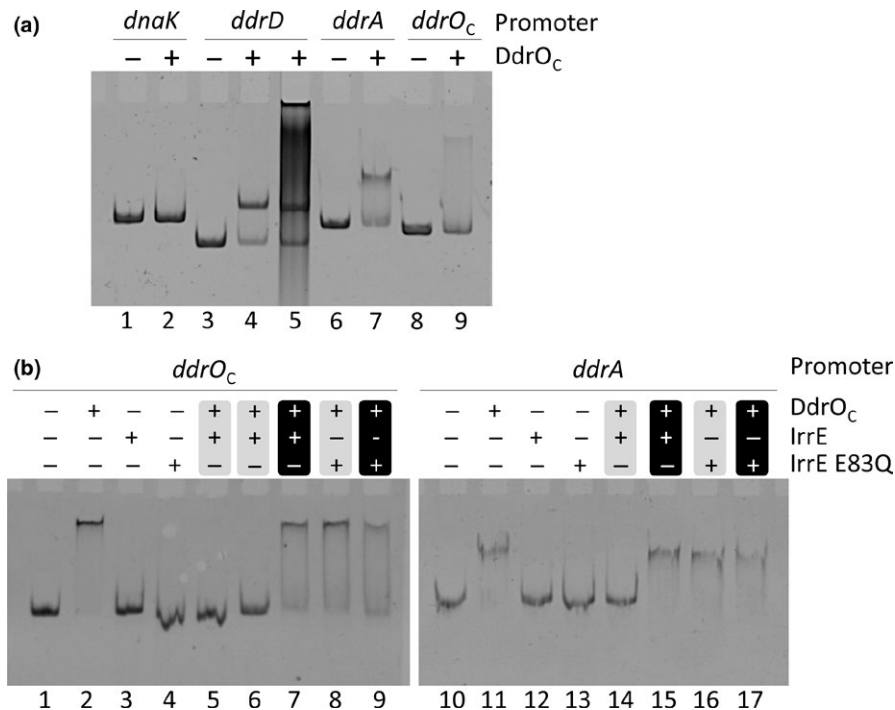 (a) dnaK ddrD ddrA ddrOC Promoter
− + − + + − + − + DdrOC
1 2 3 4 5 6 7 8 9
(b) ddrOC ddrA Promoter
− + − − + + + + + − + − − + + + + DdrOC
− − + − + + + − - − − + − + + − − IrrE
− − − + − − − + + − − − + − − + + IrrE E83Q
1 2 3 4 5 6 7 8 9 10 11 12 13 14 15 16 17